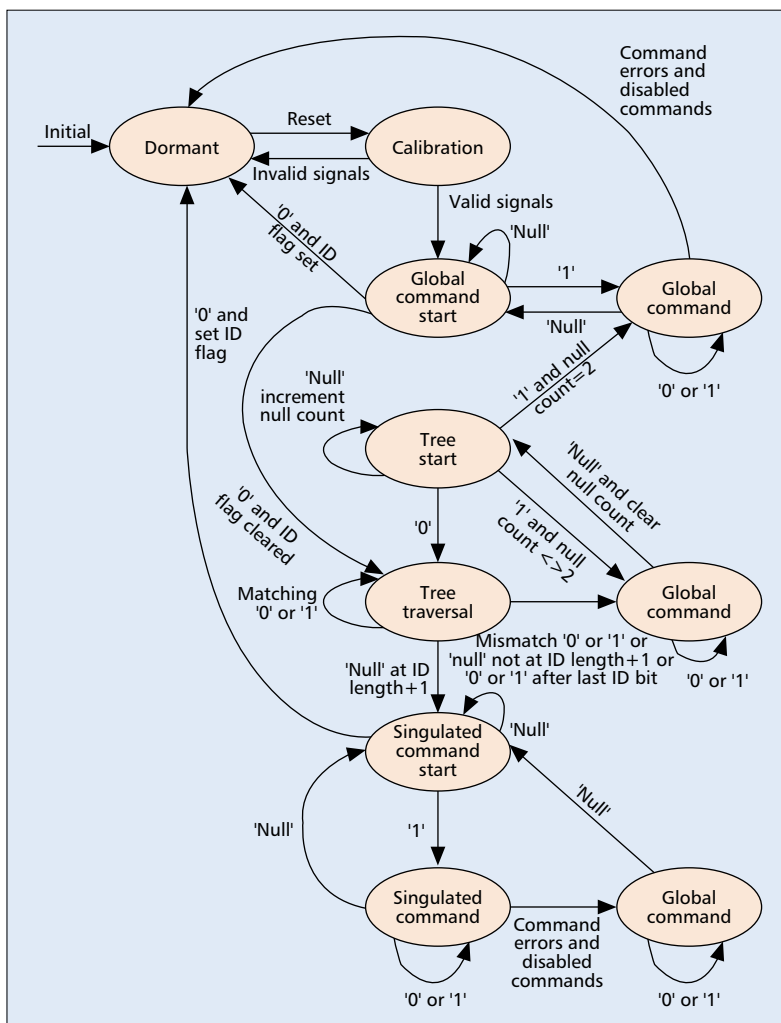 Command
errors and
disabled
commands
Initial
Dormant
Reset
Calibration
Invalid signals
Valid signals
'0' and ID
flag set
'Null'
Global
command
start
'1'
Global
command
'Null'
'0' and
set ID
flag
'0' or '1'
'1' and null
count=2
'Null'
increment
null count
Tree
start
'Null' and clear
null count
'0' and ID
flag cleared
'0'
'1' and null
count <>2
Matching
'0' or '1'
Tree
traversal
Global
command
Mismatch '0' or '1' or
'null' not at ID length+1 or
'0' or '1' after last ID bit
'0' or '1'
'Null' at ID
length+1
Singulated
command
start
'Null'
'Null'
'1'
'Null'
Singulated
command
Command
errors and
disabled
commands
Global
command
'0' or '1'
'0' or '1'